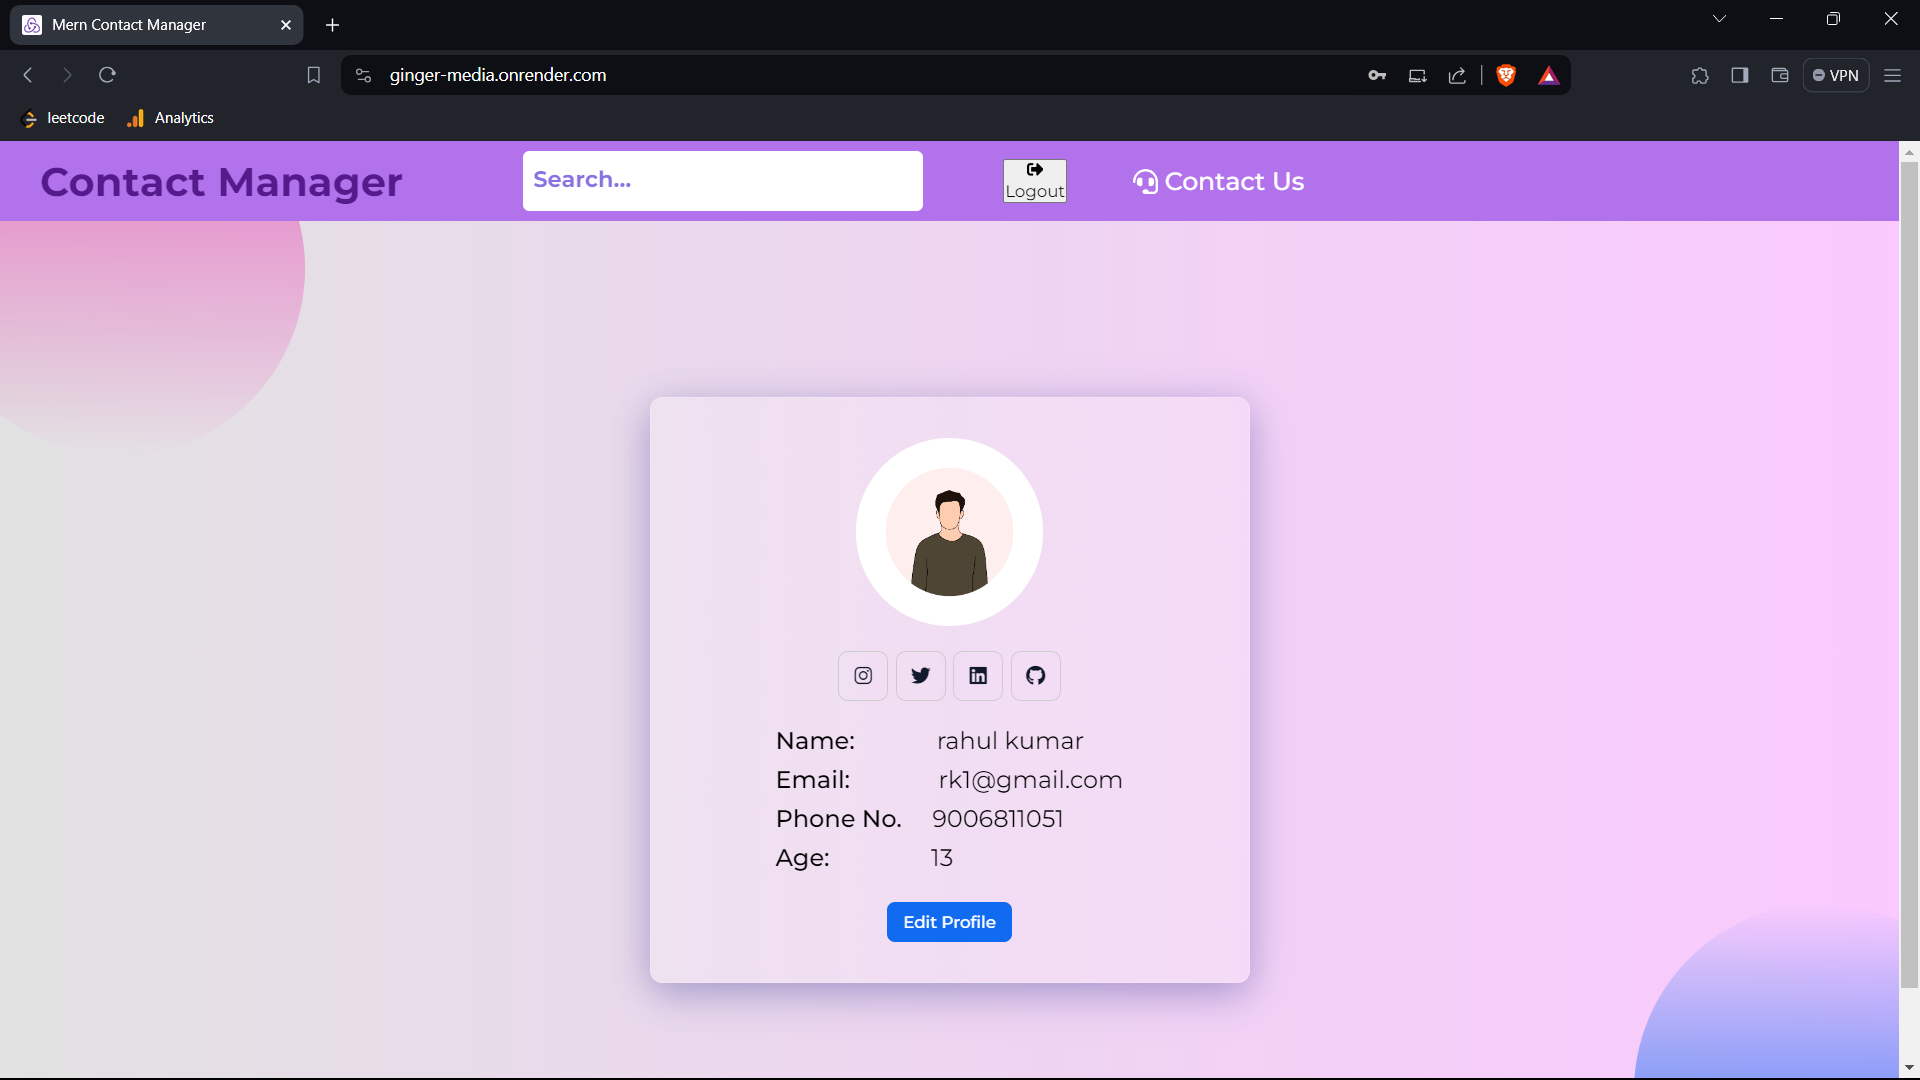 Mern Contact Manager
ginger-media.onrender.com
VPN
leetcode
Analytics
Contact Manager
Search...
Logout
Contact Us
Name: rahul kumar
Email: rk1@gmail.com
Phone No. 9006811051
Age: 13
Edit Profile